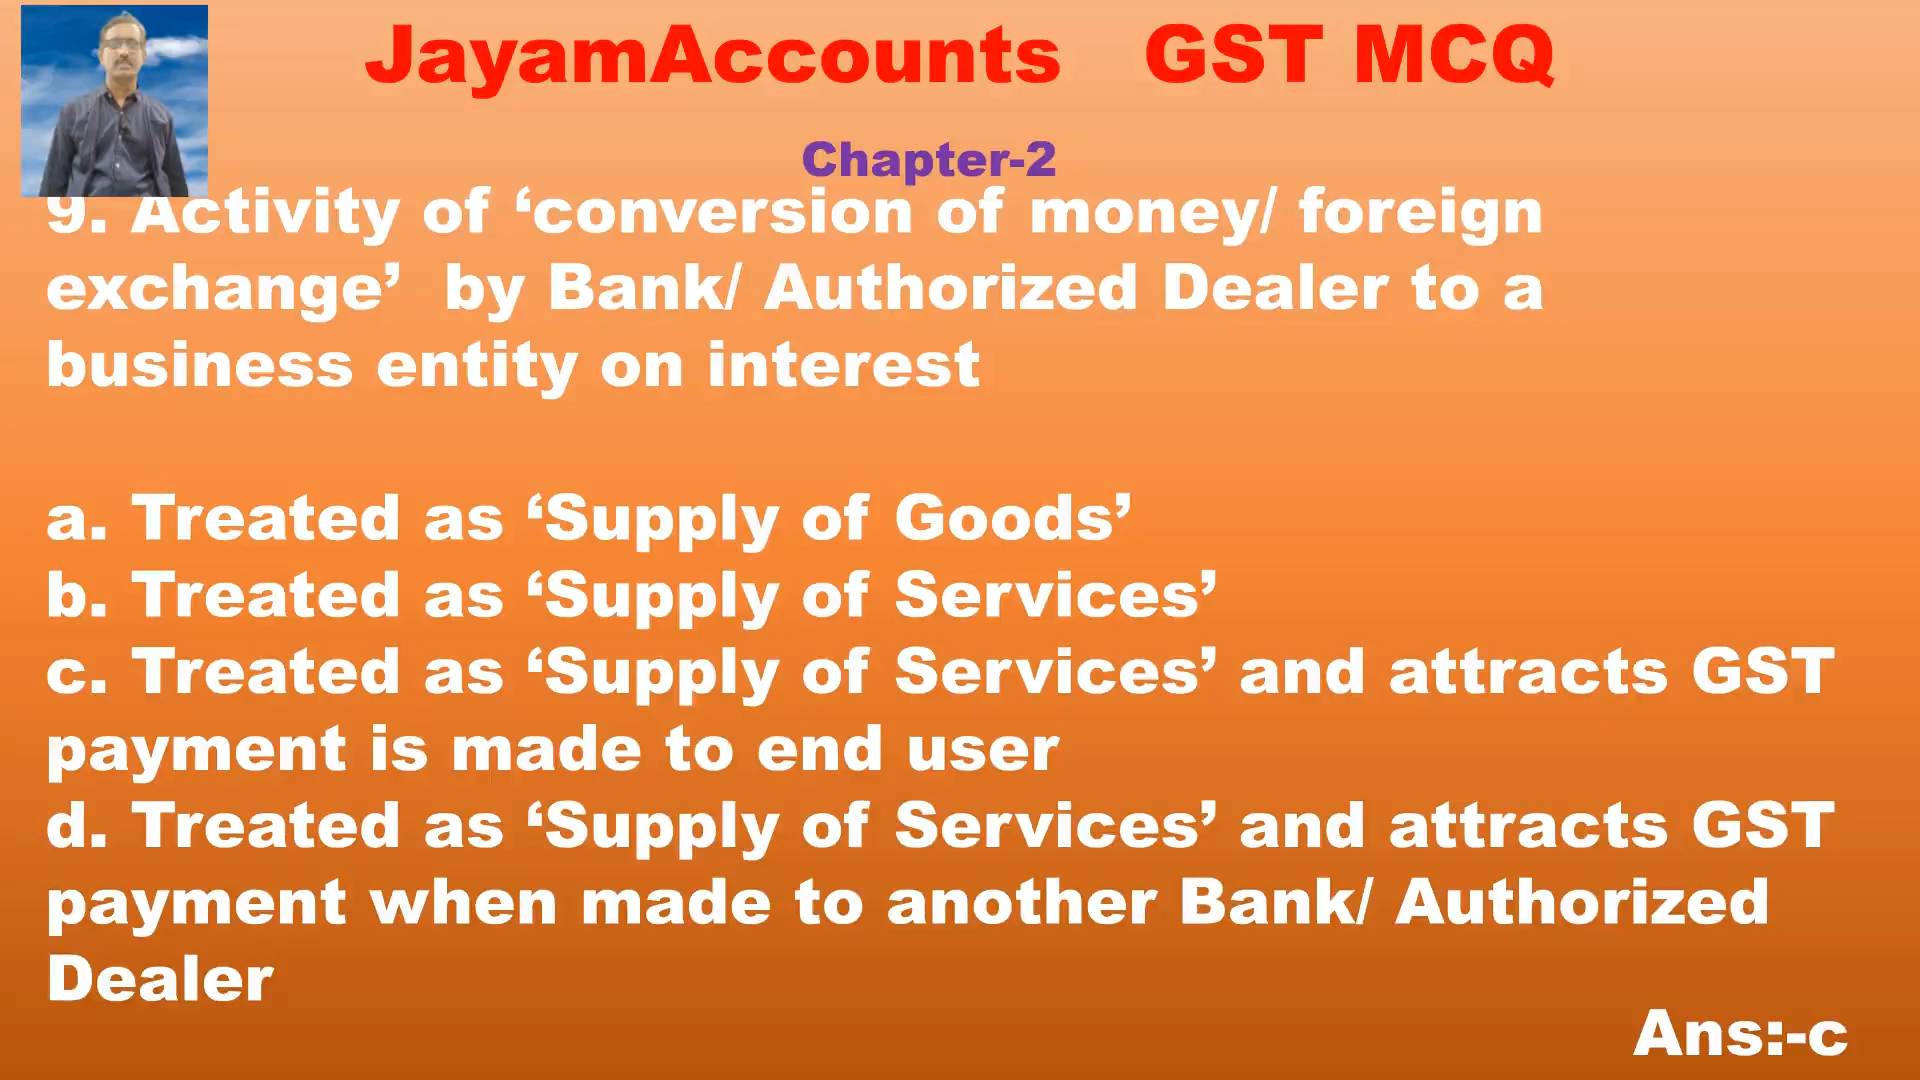 JayamAccounts GST MCQ
Chapter-2
9. Activity of ‘conversion of money/ foreign
exchange’ by Bank/ Authorized Dealer to a
business entity on interest
a. Treated as ‘Supply of Goods’
b. Treated as ‘Supply of Services’
c. Treated as ‘Supply of Services’ and attracts GST
payment is made to end user
d. Treated as ‘Supply of Services’ and attracts GST
payment when made to another Bank/ Authorized
Dealer
Ans:-c